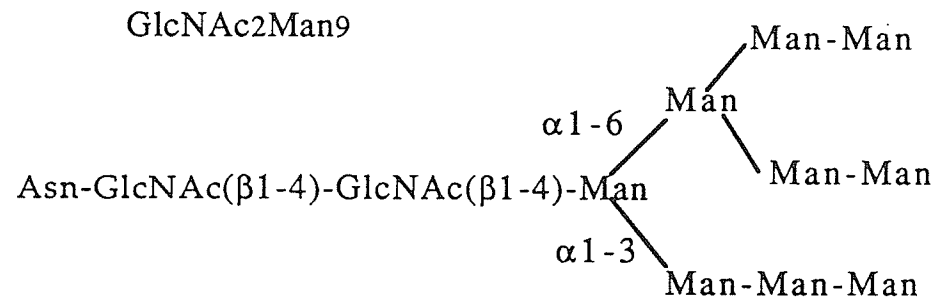 GlcNAc2Man9
Man-Man
Man
α1-6
Man-Man
Asn-GlcNAc(β1-4)-GlcNAc(β1-4)-Man
α1-3
Man-Man-Man